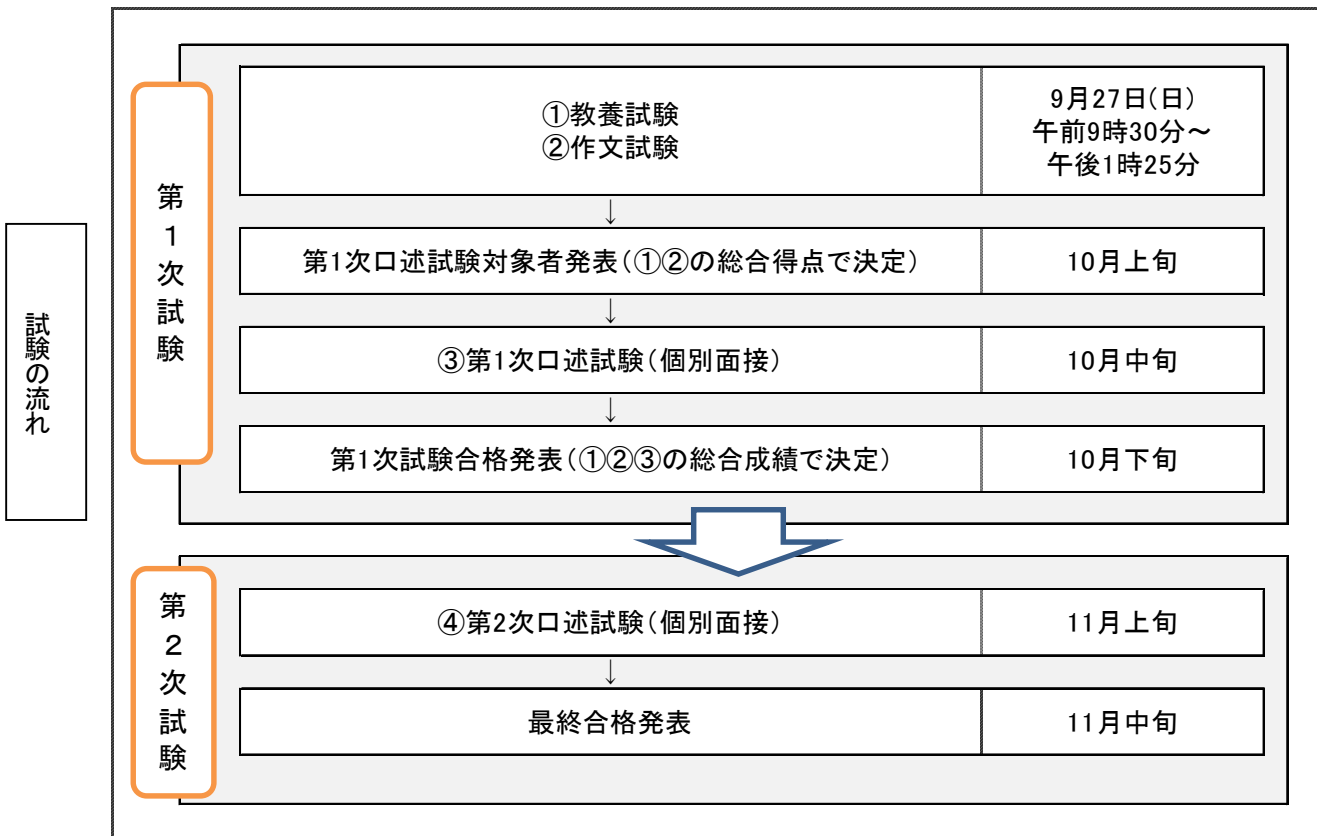 試験の流れ
第1次試験
①教養試験
②作文試験
9月27日(日)
午前9時30分～
午後1時25分
↓
第1次口述試験対象者発表(①②の総合得点で決定)
10月上旬
↓
③第1次口述試験(個別面接)
10月中旬
↓
第1次試験合格発表(①②③の総合成績で決定)
10月下旬
第2次試験
④第2次口述試験(個別面接)
11月上旬
↓
最終合格発表
11月中旬